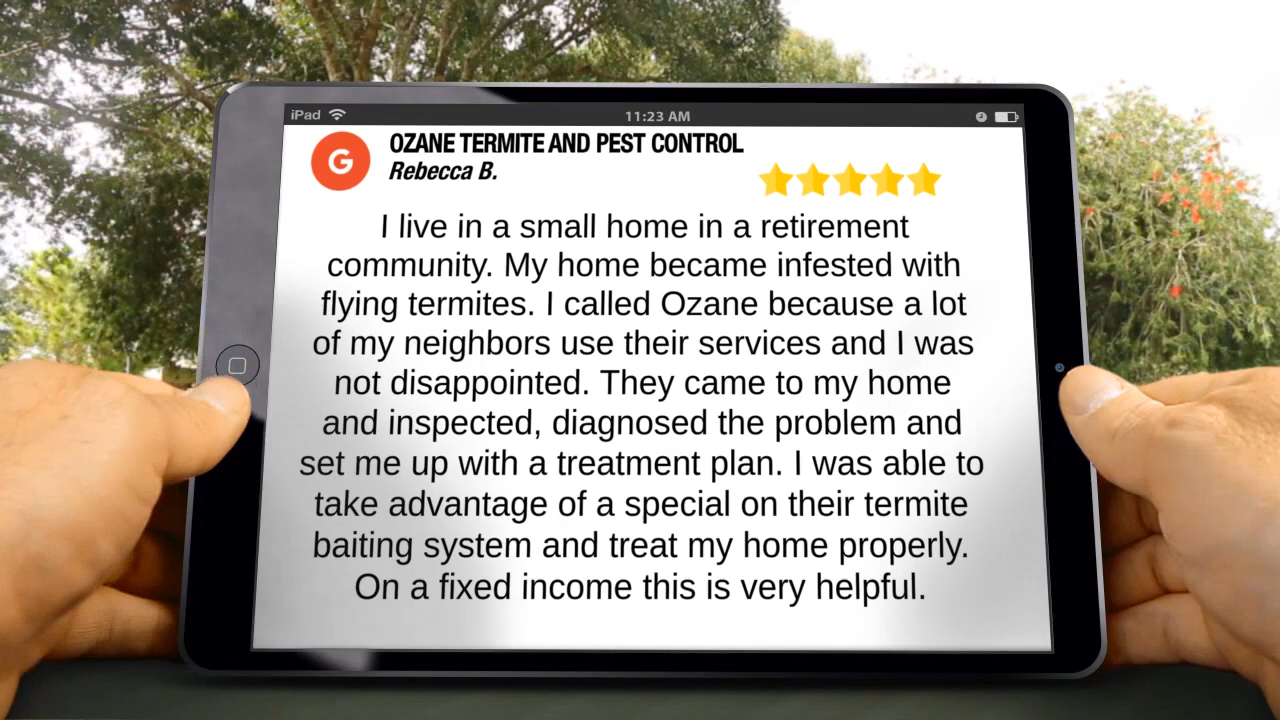 iPad 11:23 AM
G
OZANE TERMITE AND PEST CONTROL
Rebecca B.
I live in a small home in a retirement
community. My home became infested with
flying termites. I called Ozane because a lot
of my neighbors use their services and I was
not disappointed. They came to my home
and inspected, diagnosed the problem and
set me up with a treatment plan. I was able to
take advantage of a special on their termite
baiting system and treat my home properly.
On a fixed income this is very helpful.